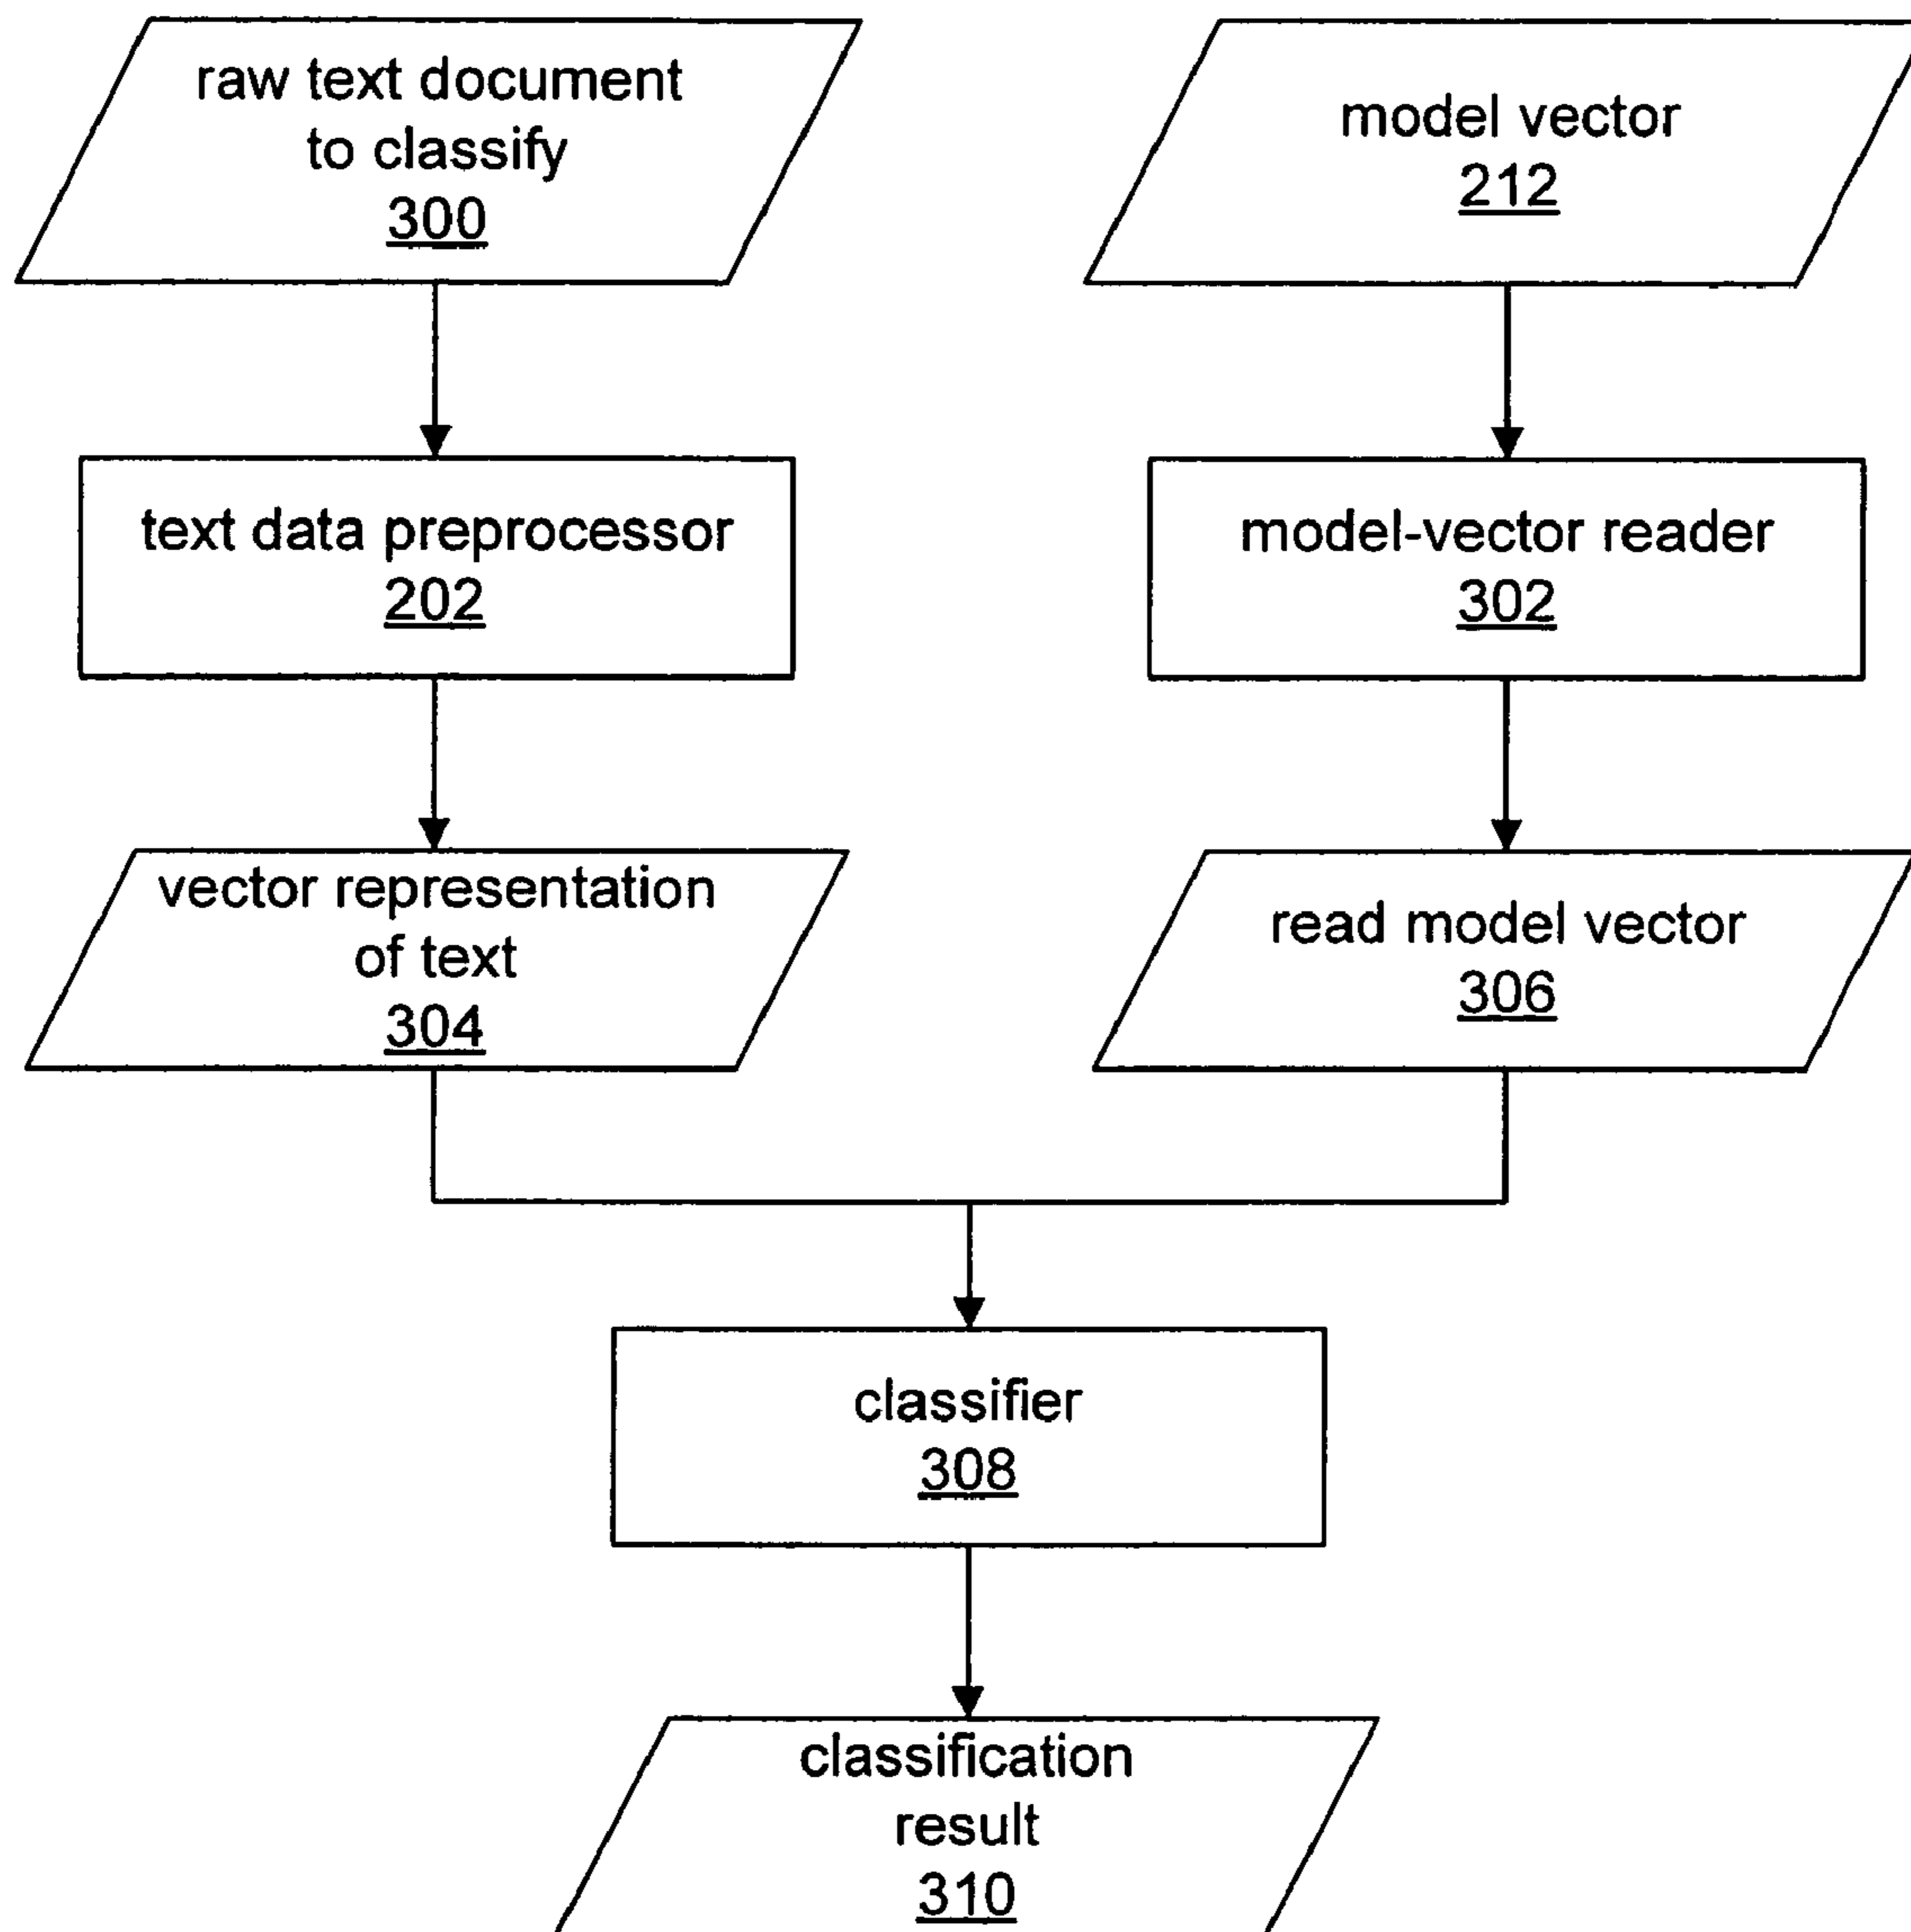 raw text document
to classify
300
model vector
212
text data preprocessor
202
model-vector reader
302
vector representation
of text
304
read model vector
306
classifier
308
classification
result
310